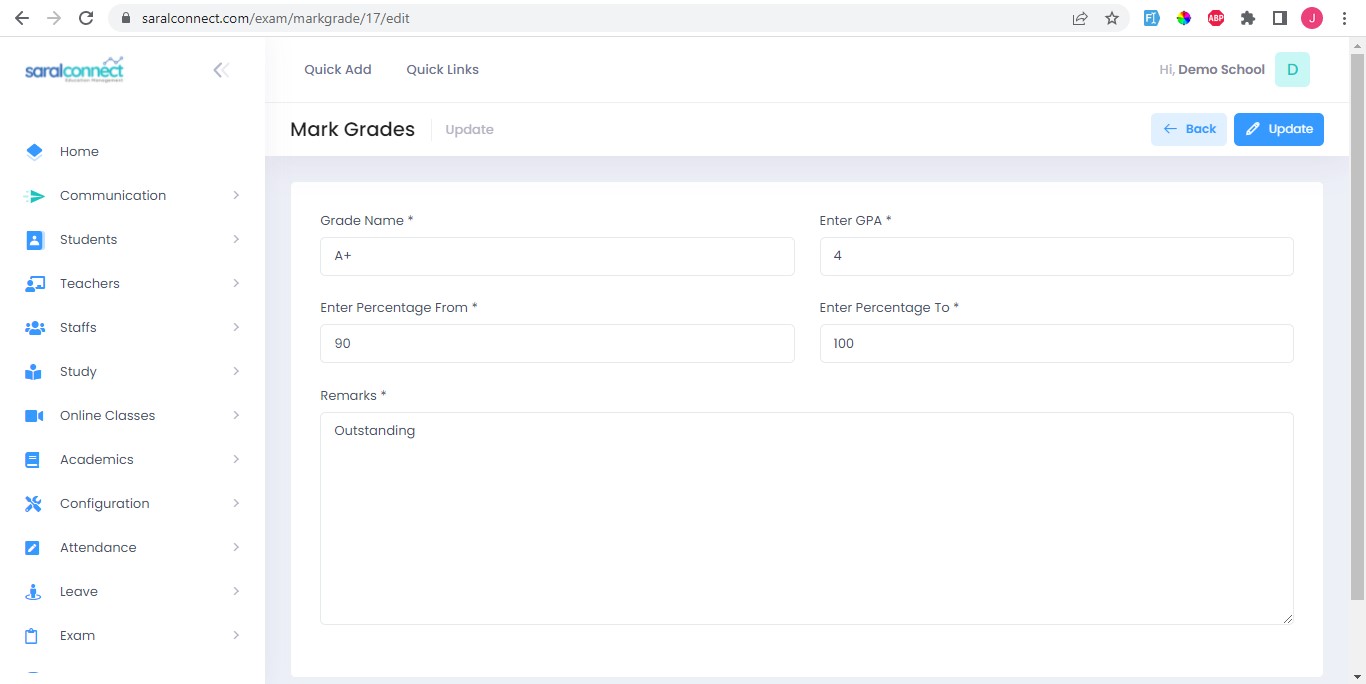 saralconnect.com/exam/markgrade/17/edit
ABP
J
saralconnect
Education Management
Quick Add
Quick Links
Hi, Demo School
D
Mark Grades
Update
Back
Update
Home
Communication
Students
Teachers
Staffs
Study
Online Classes
Academics
Configuration
Attendance
Leave
Exam
Grade Name *
A+
Enter GPA *
4
Enter Percentage From *
90
Enter Percentage To *
100
Remarks *
Outstanding